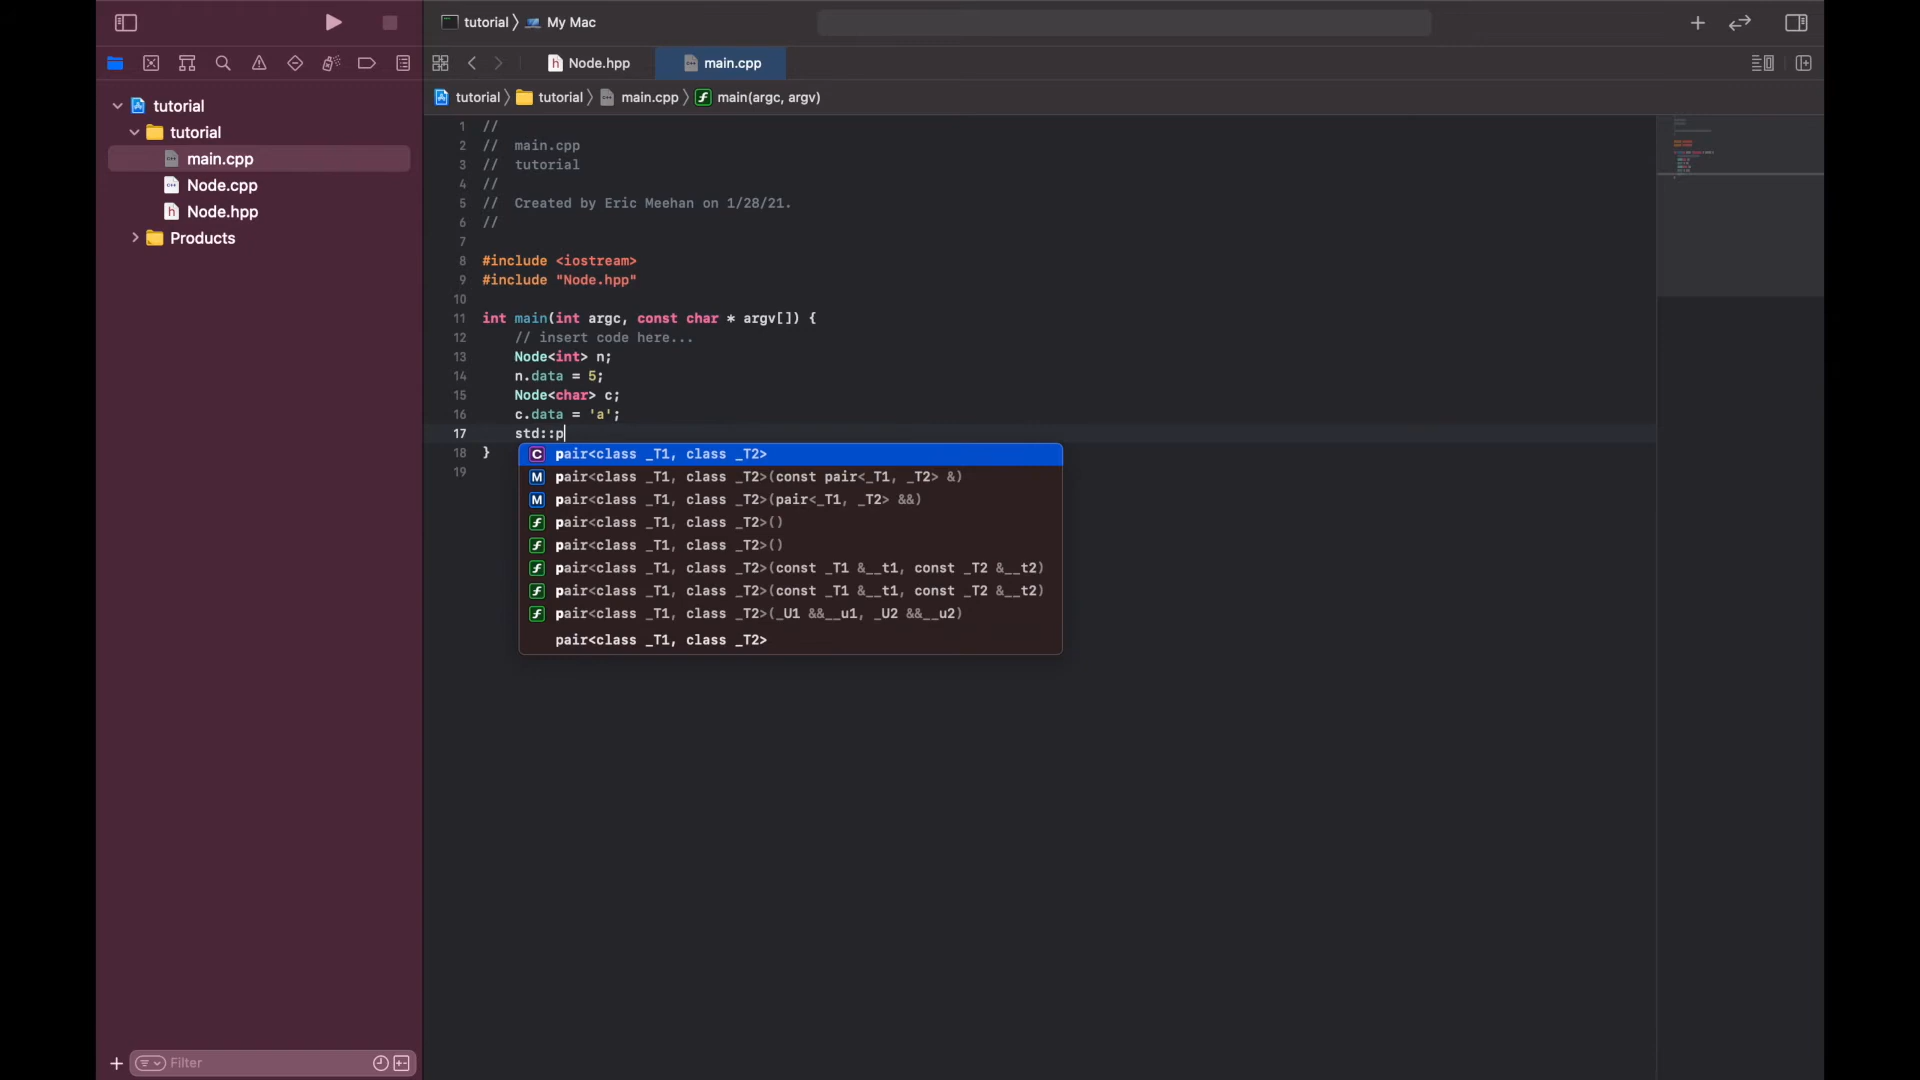 tutorial 〉 My Mac
Node.hpp
main.cpp
tutorial 〉 tutorial 〉 main.cpp 〉 main(argc, argv)
tutorial
tutorial
main.cpp
Node.cpp
Node.hpp
Products
1 //
2 //  main.cpp
3 //  tutorial
4 //
5 //  Created by Eric Meehan on 1/28/21.
6 //
7
8 #include <iostream>
9 #include "Node.hpp"
10
11 int main(int argc, const char * argv[]) {
12     // insert code here...
13     Node<int> n;
14     n.data = 5;
15     Node<char> c;
16     c.data = 'a';
17     std::p
18 }
19
C pair<class _T1, class _T2>
M pair<class _T1, class _T2>(const pair<_T1, _T2> &)
M pair<class _T1, class _T2>(pair<_T1, _T2> &&)
f pair<class _T1, class _T2>()
f pair<class _T1, class _T2>()
f pair<class _T1, class _T2>(const _T1 &__t1, const _T2 &__t2)
f pair<class _T1, class _T2>(const _T1 &__t1, const _T2 &__t2)
f pair<class _T1, class _T2>(_U1 &&__u1, _U2 &&__u2)
pair<class _T1, class _T2>
Filter